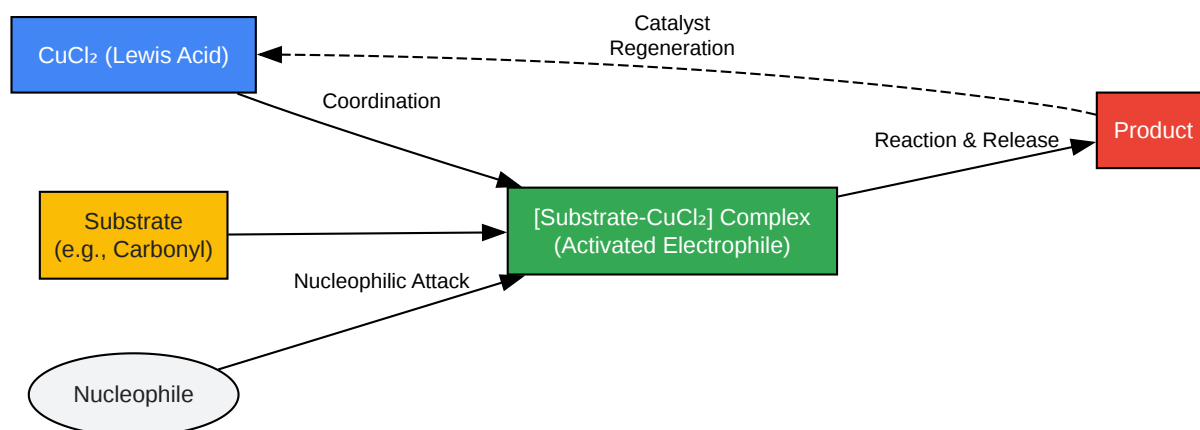 Catalyst
Regeneration
CuCl₂ (Lewis Acid)
Coordination
Reaction & Release
Product
Substrate
(e.g., Carbonyl)
[Substrate-CuCl₂] Complex
(Activated Electrophile)
Nucleophilic Attack
Nucleophile